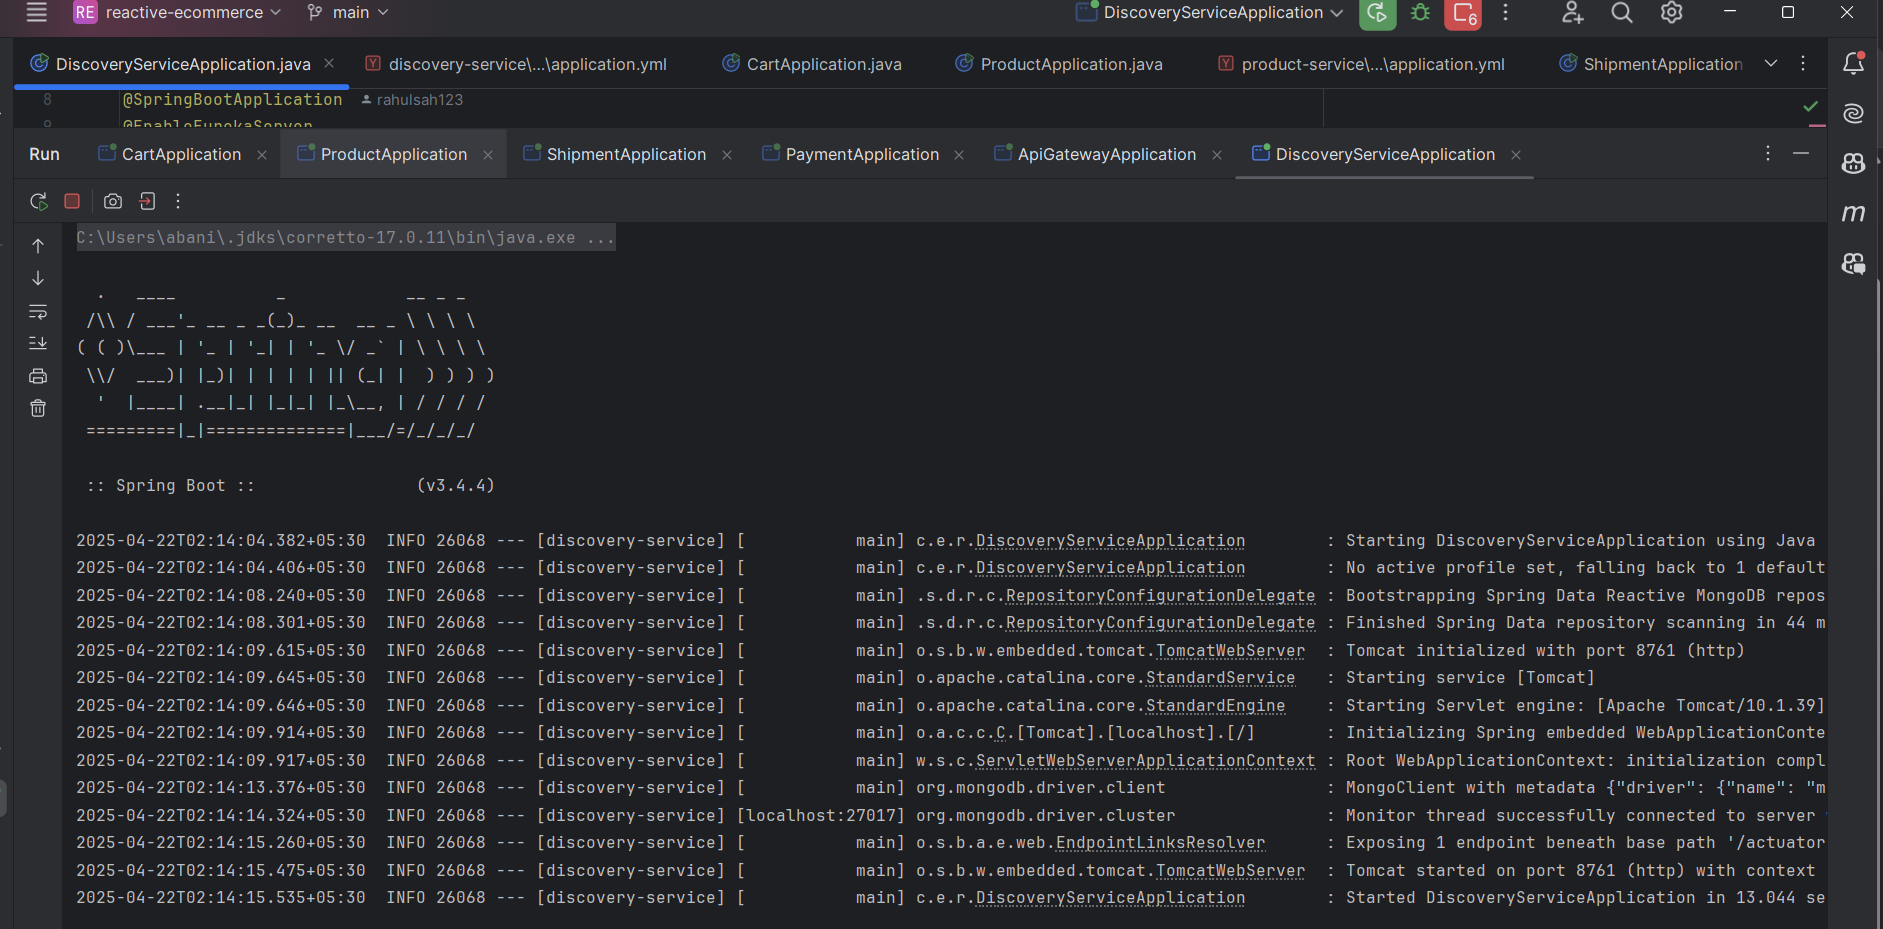 RE reactive-ecommerce main DiscoveryServiceApplication 6
DiscoveryServiceApplication.java discovery-service\...\application.yml CartApplication.java ProductApplication.java product-service\...\application.yml ShipmentApplication
8 @SpringBootApplication rahulsah123
9 @EnableEurekaServer
Run CartApplication ProductApplication ShipmentApplication PaymentApplication ApiGatewayApplication DiscoveryServiceApplication
C:\Users\abani\.jdks\corretto-17.0.11\bin\java.exe ...
  .   ____          _            __ _ _
 /\\ / ___'_ __ _ _(_)_ __  __ _ \ \ \ \
( ( )\___ | '_ | '_| | '_ \/ _` | \ \ \ \
 \\/  ___)| |_)| | | | | || (_| |  ) ) ) )
  '  |____| .__|_| |_|_| |_\__, | / / / /
 =========|_|==============|___/=/_/_/_/
 :: Spring Boot ::                (v3.4.4)
2025-04-22T02:14:04.382+05:30  INFO 26068 --- [discovery-service] [           main] c.e.r.DiscoveryServiceApplication        : Starting DiscoveryServiceApplication using Java
2025-04-22T02:14:04.406+05:30  INFO 26068 --- [discovery-service] [           main] c.e.r.DiscoveryServiceApplication        : No active profile set, falling back to 1 default
2025-04-22T02:14:08.240+05:30  INFO 26068 --- [discovery-service] [           main] .s.d.r.c.RepositoryConfigurationDelegate : Bootstrapping Spring Data Reactive MongoDB repos
2025-04-22T02:14:08.301+05:30  INFO 26068 --- [discovery-service] [           main] .s.d.r.c.RepositoryConfigurationDelegate : Finished Spring Data repository scanning in 44 m
2025-04-22T02:14:09.615+05:30  INFO 26068 --- [discovery-service] [           main] o.s.b.w.embedded.tomcat.TomcatWebServer  : Tomcat initialized with port 8761 (http)
2025-04-22T02:14:09.645+05:30  INFO 26068 --- [discovery-service] [           main] o.apache.catalina.core.StandardService   : Starting service [Tomcat]
2025-04-22T02:14:09.646+05:30  INFO 26068 --- [discovery-service] [           main] o.apache.catalina.core.StandardEngine    : Starting Servlet engine: [Apache Tomcat/10.1.39]
2025-04-22T02:14:09.914+05:30  INFO 26068 --- [discovery-service] [           main] o.a.c.c.C.[Tomcat].[localhost].[/]       : Initializing Spring embedded WebApplicationConte
2025-04-22T02:14:09.917+05:30  INFO 26068 --- [discovery-service] [           main] w.s.c.ServletWebServerApplicationContext : Root WebApplicationContext: initialization compl
2025-04-22T02:14:13.376+05:30  INFO 26068 --- [discovery-service] [           main] org.mongodb.driver.client                : MongoClient with metadata {"driver": {"name": "m
2025-04-22T02:14:14.324+05:30  INFO 26068 --- [discovery-service] [localhost:27017] org.mongodb.driver.cluster               : Monitor thread successfully connected to server
2025-04-22T02:14:15.260+05:30  INFO 26068 --- [discovery-service] [           main] o.s.b.a.e.web.EndpointLinksResolver      : Exposing 1 endpoint beneath base path '/actuator
2025-04-22T02:14:15.475+05:30  INFO 26068 --- [discovery-service] [           main] o.s.b.w.embedded.tomcat.TomcatWebServer  : Tomcat started on port 8761 (http) with context
2025-04-22T02:14:15.535+05:30  INFO 26068 --- [discovery-service] [           main] c.e.r.DiscoveryServiceApplication        : Started DiscoveryServiceApplication in 13.044 se